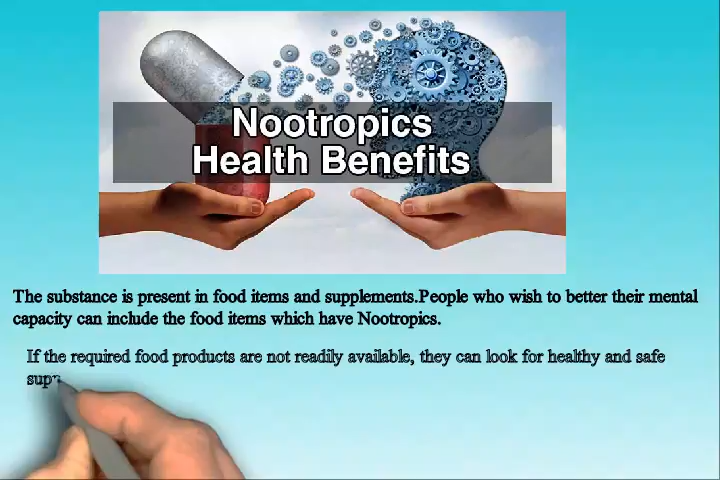 Nootropics
Health Benefits
The substance is present in food items and supplements.People who wish to better their mental
capacity can include the food items which have Nootropics.
If the required food products are not readily available, they can look for healthy and safe